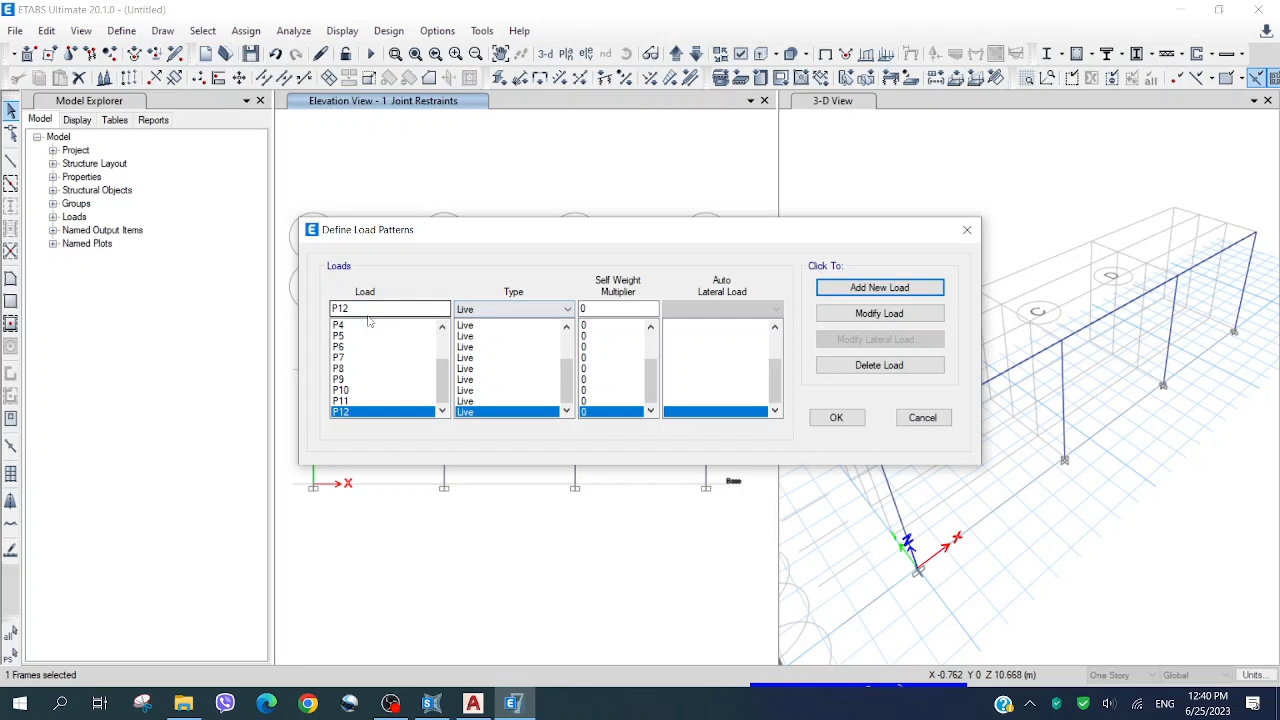 ETABS Ultimate 20.1.0 - (Untitled)
File Edit View Define Draw Select Assign Analyze Display Design Options Tools Help
3-d
nd
Model Explorer
Elevation View - 1 Joint Restraints
3-D View
Model Display Tables Reports
Model
Project
Structure Layout
Properties
Structural Objects
Groups
Loads
Named Output Items
Named Plots
Define Load Patterns
Loads
Click To:
Load Type Self Weight Multiplier Auto Lateral Load
P12 Live 0
P4 Live 0
P5 Live 0
P6 Live 0
P7 Live 0
P8 Live 0
P9 Live 0
P10 Live 0
P11 Live 0
P12 Live 0
Add New Load
Modify Load
Modify Lateral Load...
Delete Load
OK Cancel
X
Base
C
D
X
all
PS
1 Frames selected
X -0.762 Y 0 Z 10.668 (m)
One Story
Global
Units...
12:40 PM
6/25/2023